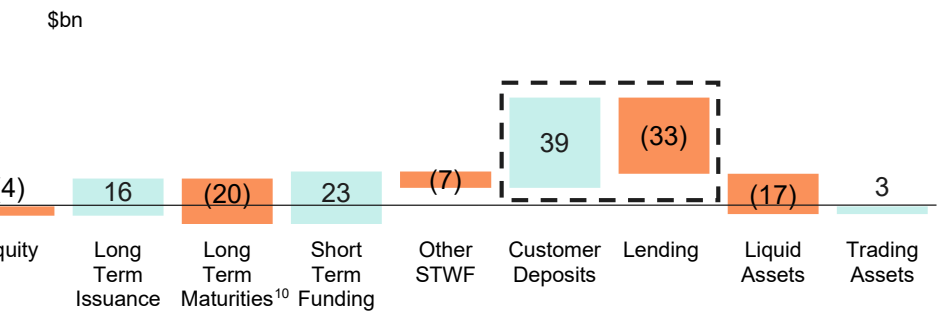 $bn
4)
16
(20)
23
(7)
39
(33)
(17)
3
quity
Long
Term
Issuance
Long
Term
Maturities¹⁰
Short
Term
Funding
Other
STWF
Customer
Deposits
Lending
Liquid
Assets
Trading
Assets